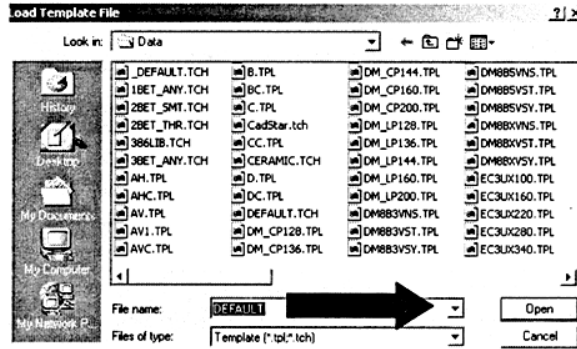 Load Template File
Look in: Data
History
Desktop
My Documents
My Computer
My Network P...
_DEFAULT.TCH
1BET_ANY.TCH
2BET_SMT.TCH
2BET_THR.TCH
386LIB.TCH
3BET_ANY.TCH
AH.TPL
AHC.TPL
AV.TPL
AV1.TPL
AVC.TPL
B.TPL
BC.TPL
C.TPL
CadStar.tch
CC.TPL
CERAMIC.TCH
D.TPL
DC.TPL
DEFAULT.TCH
DM_CP128.TPL
DM_CP136.TPL
DM_CP144.TPL
DM_CP160.TPL
DM_CP200.TPL
DM_LP128.TPL
DM_LP136.TPL
DM_LP144.TPL
DM_LP160.TPL
DM_LP200.TPL
DM8B3VNS.TPL
DM8B3VST.TPL
DM8B3VSY.TPL
DM8B5VNS.TPL
DM8B5VST.TPL
DM8B5VSY.TPL
DM8BXVNS.TPL
DM8BXVST.TPL
DM8BXVSY.TPL
EC3UX100.TPL
EC3UX160.TPL
EC3UX220.TPL
EC3UX280.TPL
EC3UX340.TPL
File name: DEFAULT
Open
Files of type: Template (*.tpl;*.tch)
Cancel